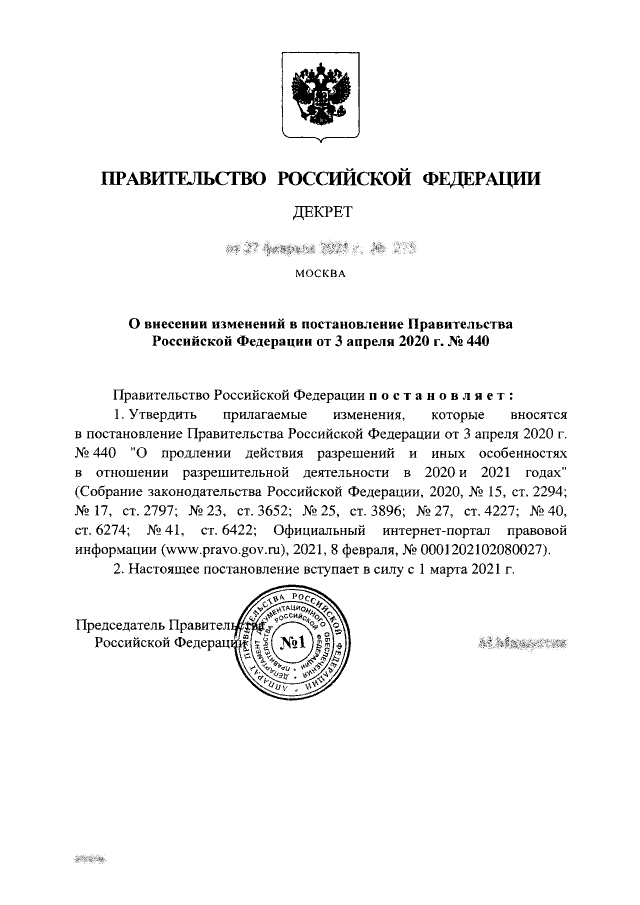 ПРАВИТЕЛЬСТВО РОССИЙСКОЙ ФЕДЕРАЦИИ
ДЕКРЕТ
от 27 февраля 2021 г. № 275
МОСКВА
О внесении изменений в постановление Правительства
Российской Федерации от 3 апреля 2020 г. № 440
Правительство Российской Федерации постановляет:
1. Утвердить прилагаемые изменения, которые вносятся
в постановление Правительства Российской Федерации от 3 апреля 2020 г.
№ 440 "О продлении действия разрешений и иных особенностях
в отношении разрешительной деятельности в 2020 и 2021 годах"
(Собрание законодательства Российской Федерации, 2020, № 15, ст. 2294;
№ 17, ст. 2797; № 23, ст. 3652; № 25, ст. 3896; № 27, ст. 4227; № 40,
ст. 6274; № 41, ст. 6422; Официальный интернет-портал правовой
информации (www.pravo.gov.ru), 2021, 8 февраля, № 0001202102080027).
2. Настоящее постановление вступает в силу с 1 марта 2021 г.
Председатель Правительства
Российской Федерации
АППАРАТ ПРАВИТЕЛЬСТВА РОССИЙСКОЙ ФЕДЕРАЦИИ
ДЕПАРТАМЕНТ ДОКУМЕНТАЦИОННОГО ОБЕСПЕЧЕНИЯ
ПРАВИТЕЛЬСТВА РОССИЙСКОЙ ФЕДЕРАЦИИ
№1